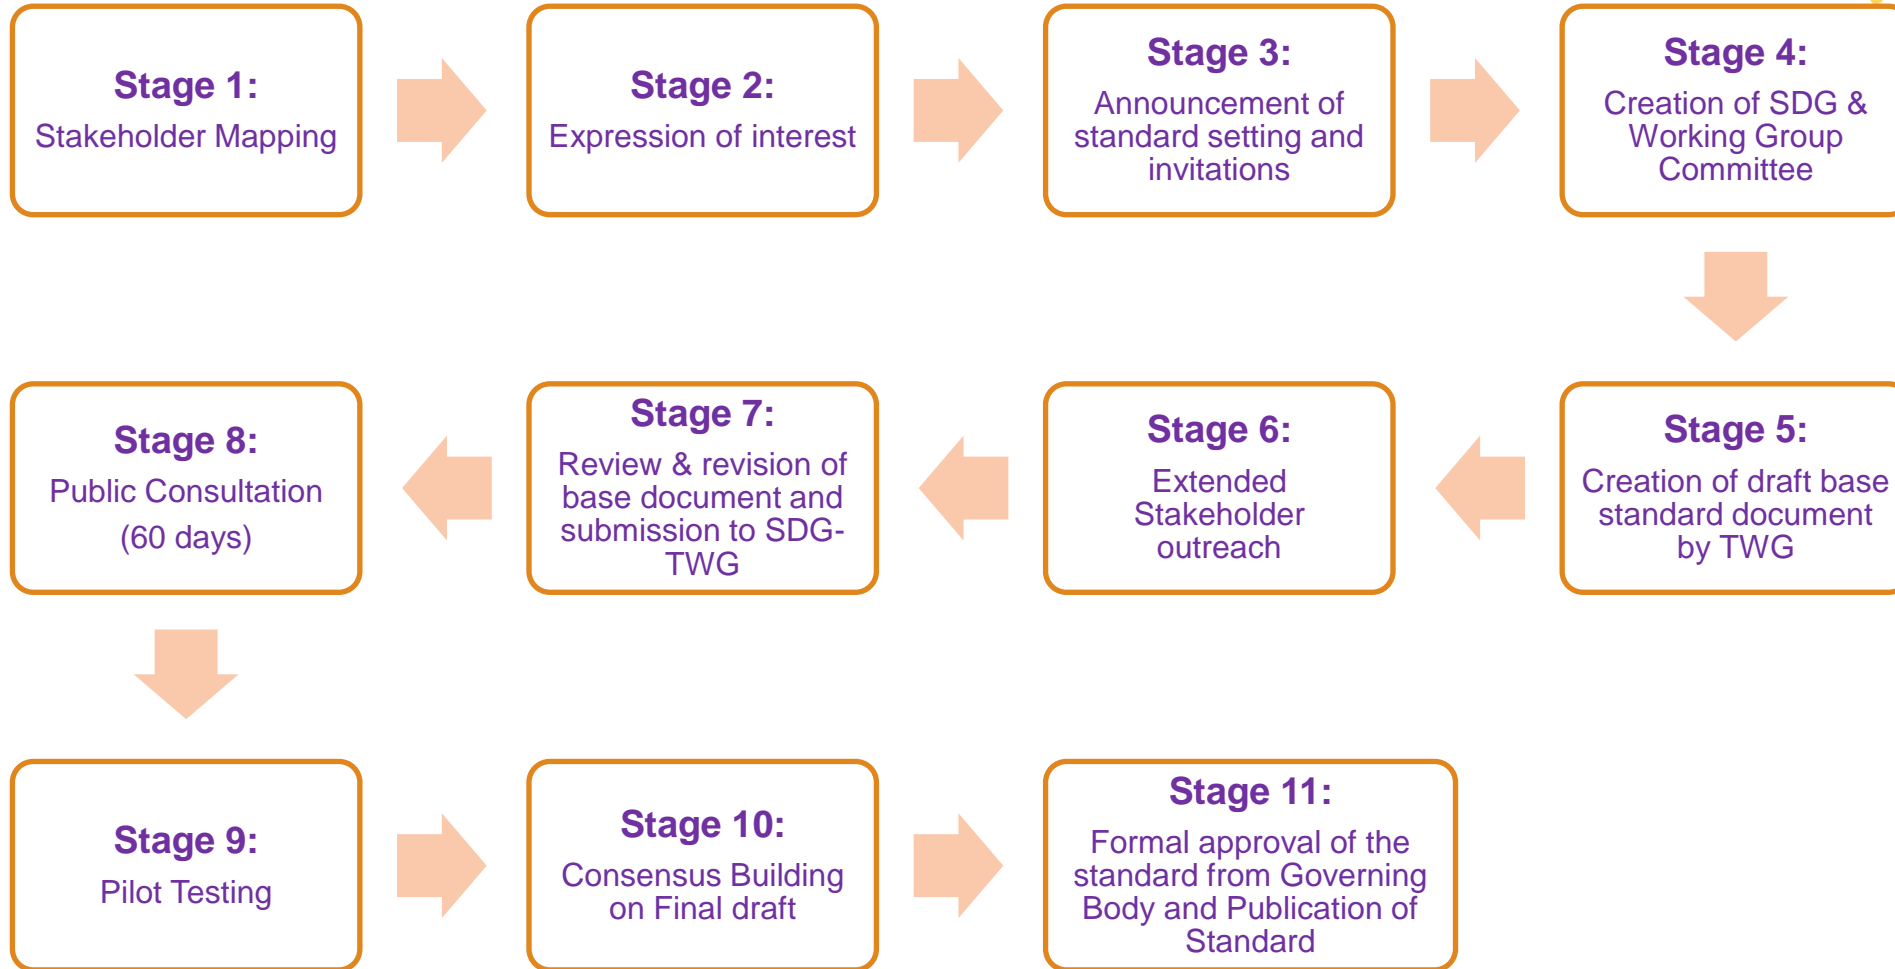 Stage 1:
Stakeholder Mapping
Stage 2:
Expression of interest
Stage 3:
Announcement of
standard setting and
invitations
Stage 4:
Creation of SDG &
Working Group
Committee
Stage 5:
Creation of draft base
standard document
by TWG
Stage 6:
Extended
Stakeholder
outreach
Stage 7:
Review & revision of
base document and
submission to SDG-
TWG
Stage 8:
Public Consultation
(60 days)
Stage 9:
Pilot Testing
Stage 10:
Consensus Building
on Final draft
Stage 11:
Formal approval of the
standard from Governing
Body and Publication of
Standard